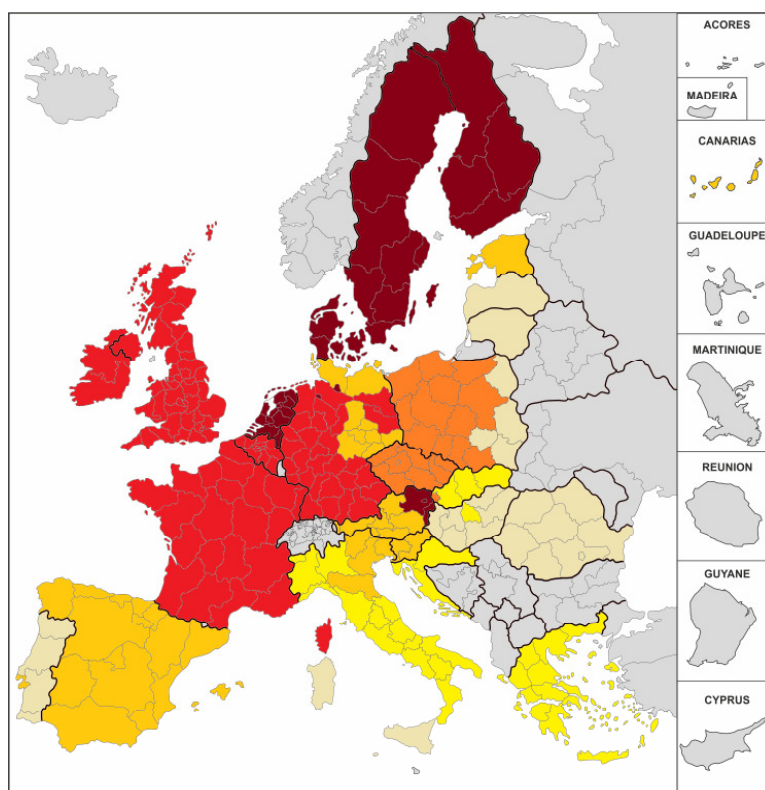 ACORES
MADEIRA
CANARIAS
GUADELOUPE
MARTINIQUE
REUNION
GUYANE
CYPRUS